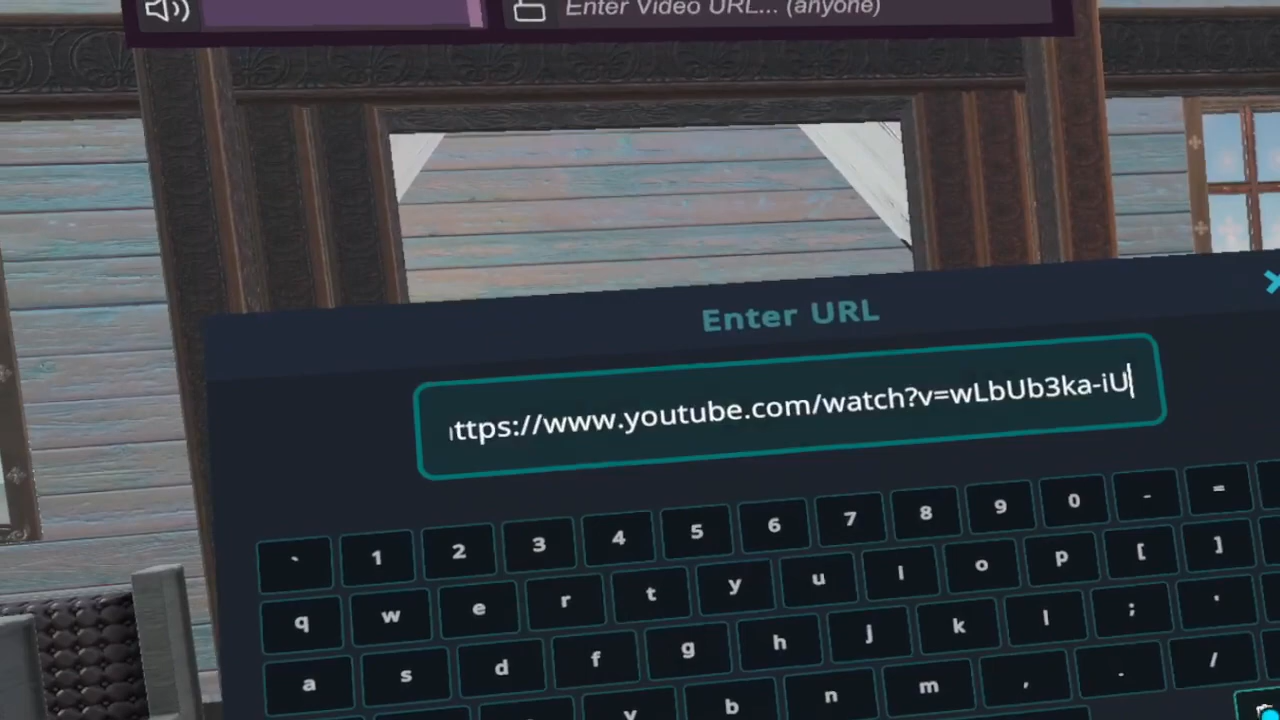 Enter Video URL... (anyone)
Enter URL
ttps://www.youtube.com/watch?v=wLbUb3ka-iU
` 1 2 3 4 5 6 7 8 9 0 - =
q w e r t y u I o p [ ]
a s d f g h j k l ; '
v b n m , . /